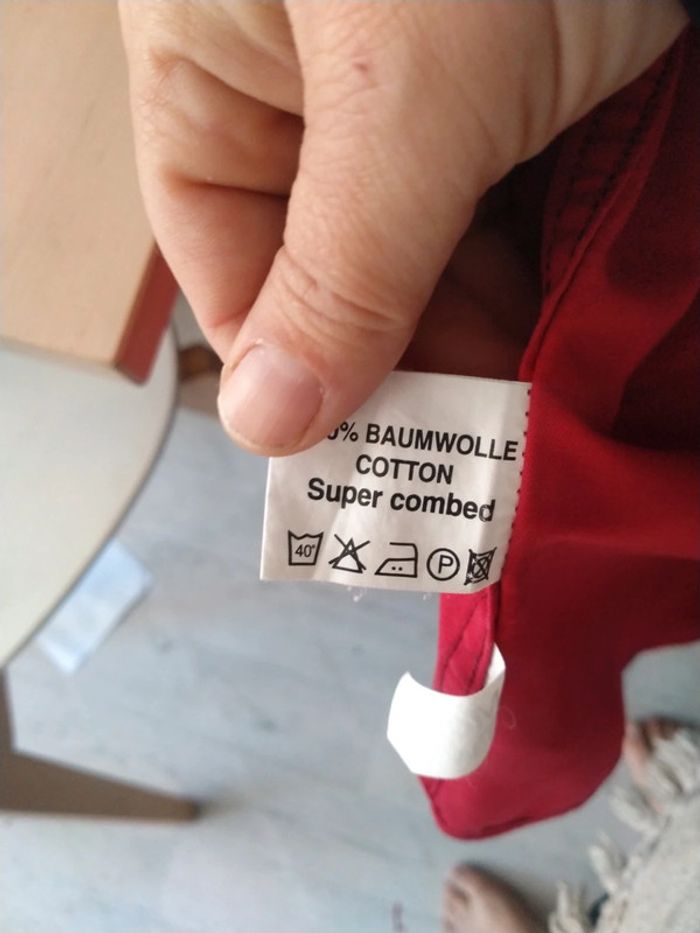 % BAUMWOLLE
COTTON
Super combed
40° P